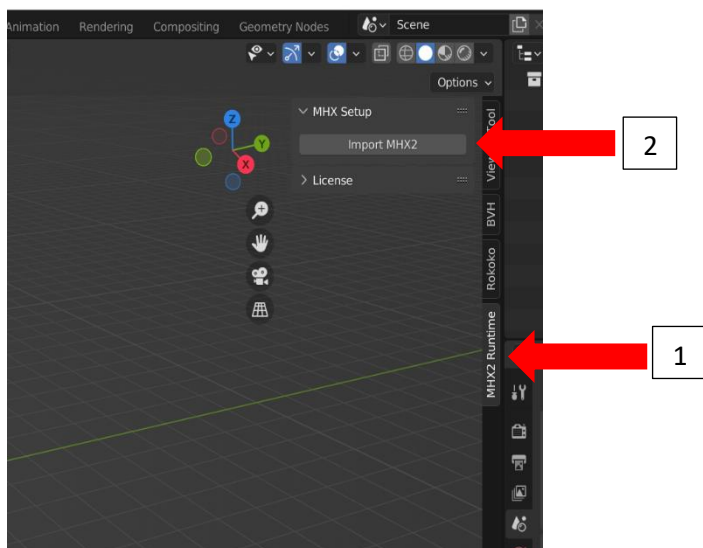 Animation Rendering Compositing Geometry Nodes Scene
Options
MHX Setup
Import MHX2
License
Z
Y
X
Tool
View
BVH
Rokoko
MHX2 Runtime
2
1